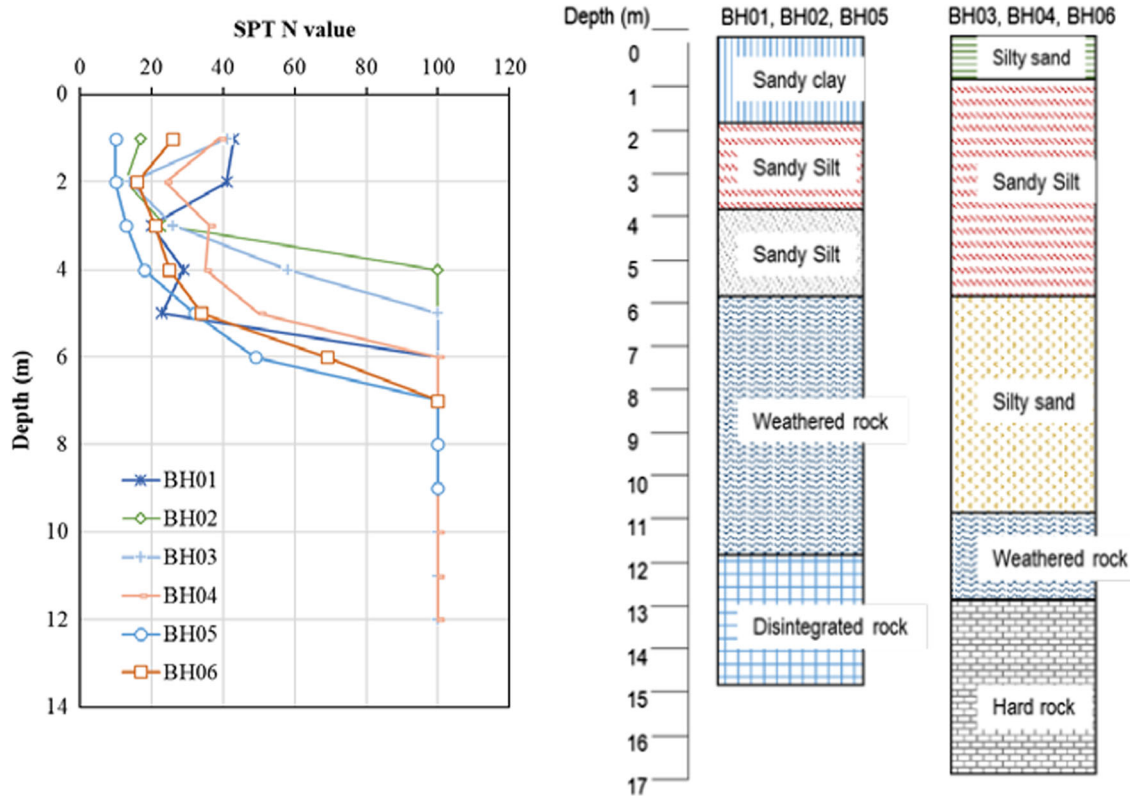 SPT N value
0 20 40 60 80 100 120
0
2
4
6
8
10
12
14
Depth (m)
BH01
BH02
BH03
BH04
BH05
BH06
Depth (m)
0
1
2
3
4
5
6
7
8
9
10
11
12
13
14
15
16
17
BH01, BH02, BH05
Sandy clay
Sandy Silt
Sandy Silt
Weathered rock
Disintegrated rock
BH03, BH04, BH06
Silty sand
Sandy Silt
Silty sand
Weathered rock
Hard rock